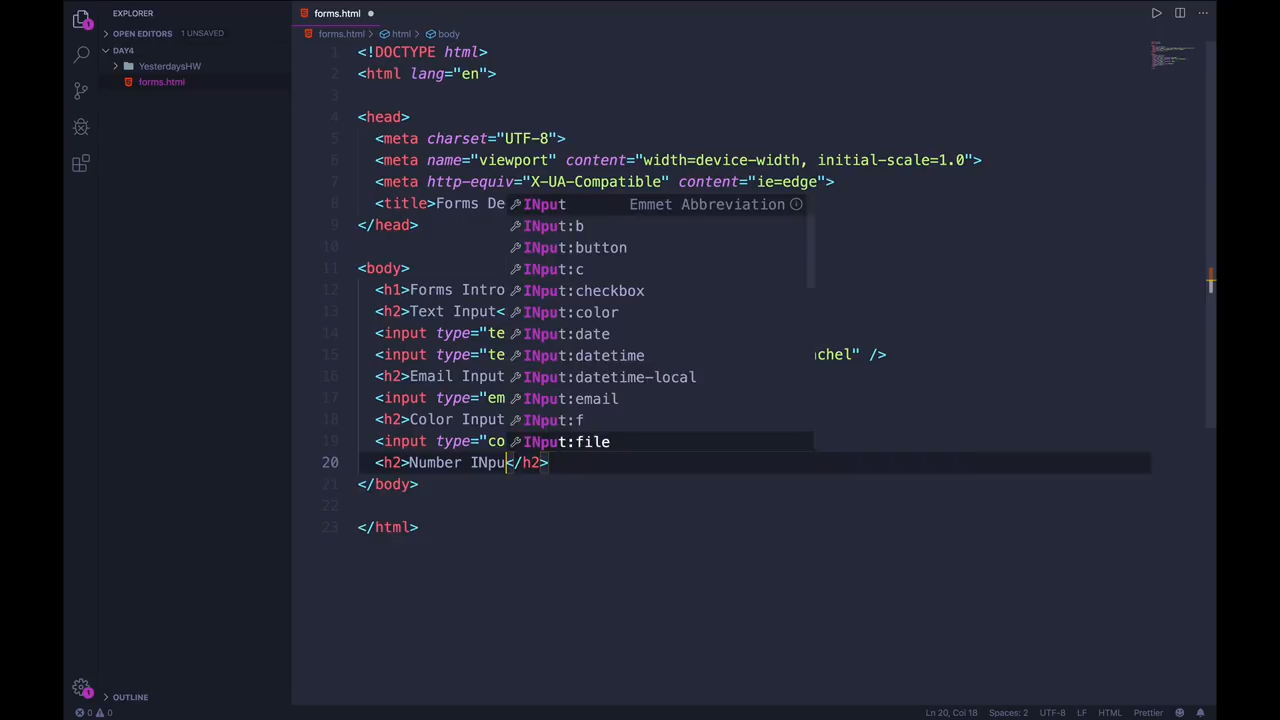 EXPLORER
OPEN EDITORS 1 UNSAVED
DAY4
YesterdaysHW
forms.html
OUTLINE
1
1
forms.html
forms.html html body
1 <!DOCTYPE html>
2 <html lang="en">
3
4 <head>
5 <meta charset="UTF-8">
6 <meta name="viewport" content="width=device-width, initial-scale=1.0">
7 <meta http-equiv="X-UA-Compatible" content="ie=edge">
8 <title>Forms De
9 </head>
10
11 <body>
12 <h1>Forms Intro
13 <h2>Text Input<
14 <input type="te
15 <input type="te achel" />
16 <h2>Email Input
17 <input type="em
18 <h2>Color Input
19 <input type="co
20 <h2>Number INpu</h2>
21 </body>
22
23 </html>
INput Emmet Abbreviation
INput:b
INput:button
INput:c
INput:checkbox
INput:color
INput:date
INput:datetime
INput:datetime-local
INput:email
INput:f
INput:file
0 0 Ln 20, Col 18 Spaces: 2 UTF-8 LF HTML Prettier